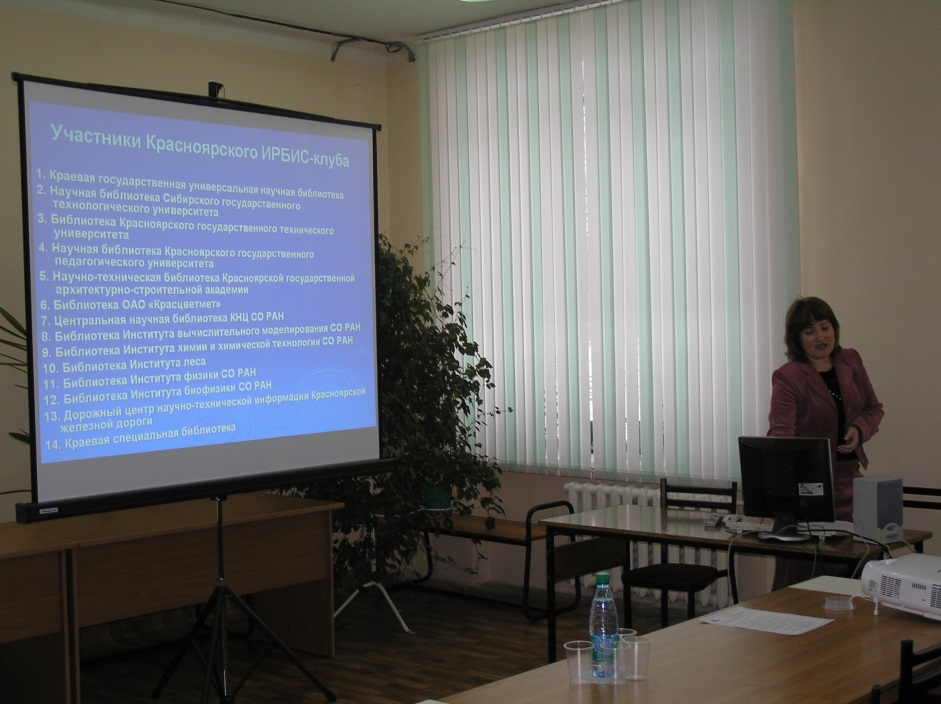 Участники Красноярского ИРБИС-клуба
1. Краевая государственная универсальная научная библиотека
2. Научная библиотека Сибирского государственного
технологического университета
3. Библиотека Красноярского государственного технического
университета
4. Научная библиотека Красноярского государственного
педагогического университета
5. Научно-техническая библиотека Красноярской государственной
архитектурно-строительной академии
6. Библиотека ОАО «Красцветмет»
7. Центральная научная библиотека КНЦ СО РАН
8. Библиотека Института вычислительного моделирования СО РАН
9. Библиотека Института химии и химической технологии СО РАН
10. Библиотека Института леса
11. Библиотека Института физики СО РАН
12. Библиотека Института биофизики СО РАН
13. Дорожный центр научно-технической информации Красноярской
железной дороги
14. Краевая специальная библиотека